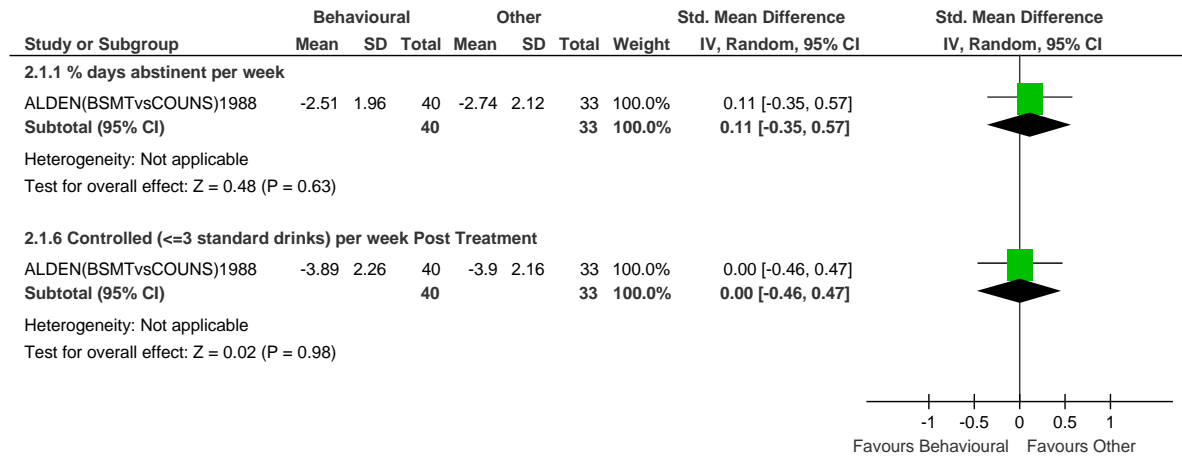 Behavioural Other Std. Mean Difference Std. Mean Difference
Study or Subgroup Mean SD Total Mean SD Total Weight IV, Random, 95% CI IV, Random, 95% CI
2.1.1 % days abstinent per week
ALDEN(BSMTvsCOUNS)1988 -2.51 1.96 40 -2.74 2.12 33 100.0% 0.11 [-0.35, 0.57]
Subtotal (95% CI) 40 33 100.0% 0.11 [-0.35, 0.57]
Heterogeneity: Not applicable
Test for overall effect: Z = 0.48 (P = 0.63)
2.1.6 Controlled (<=3 standard drinks) per week Post Treatment
ALDEN(BSMTvsCOUNS)1988 -3.89 2.26 40 -3.9 2.16 33 100.0% 0.00 [-0.46, 0.47]
Subtotal (95% CI) 40 33 100.0% 0.00 [-0.46, 0.47]
Heterogeneity: Not applicable
Test for overall effect: Z = 0.02 (P = 0.98)
-1 -0.5 0 0.5 1
Favours Behavioural Favours Other